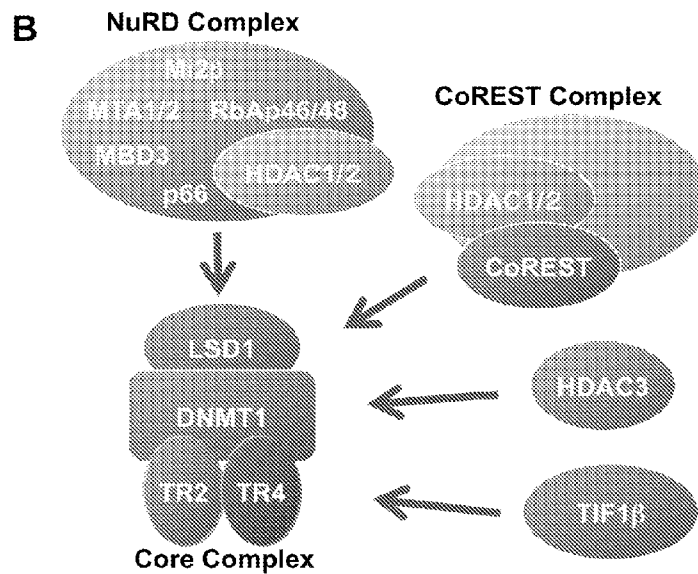 B
NuRD Complex
Mi2β
MTA1/2 RbAp46/48
MBD3
HDAC1/2
p66
CoREST Complex
HDAC1/2
CoREST
LSD1
DNMT1
HDAC3
TR2 TR4
TIF1β
Core Complex